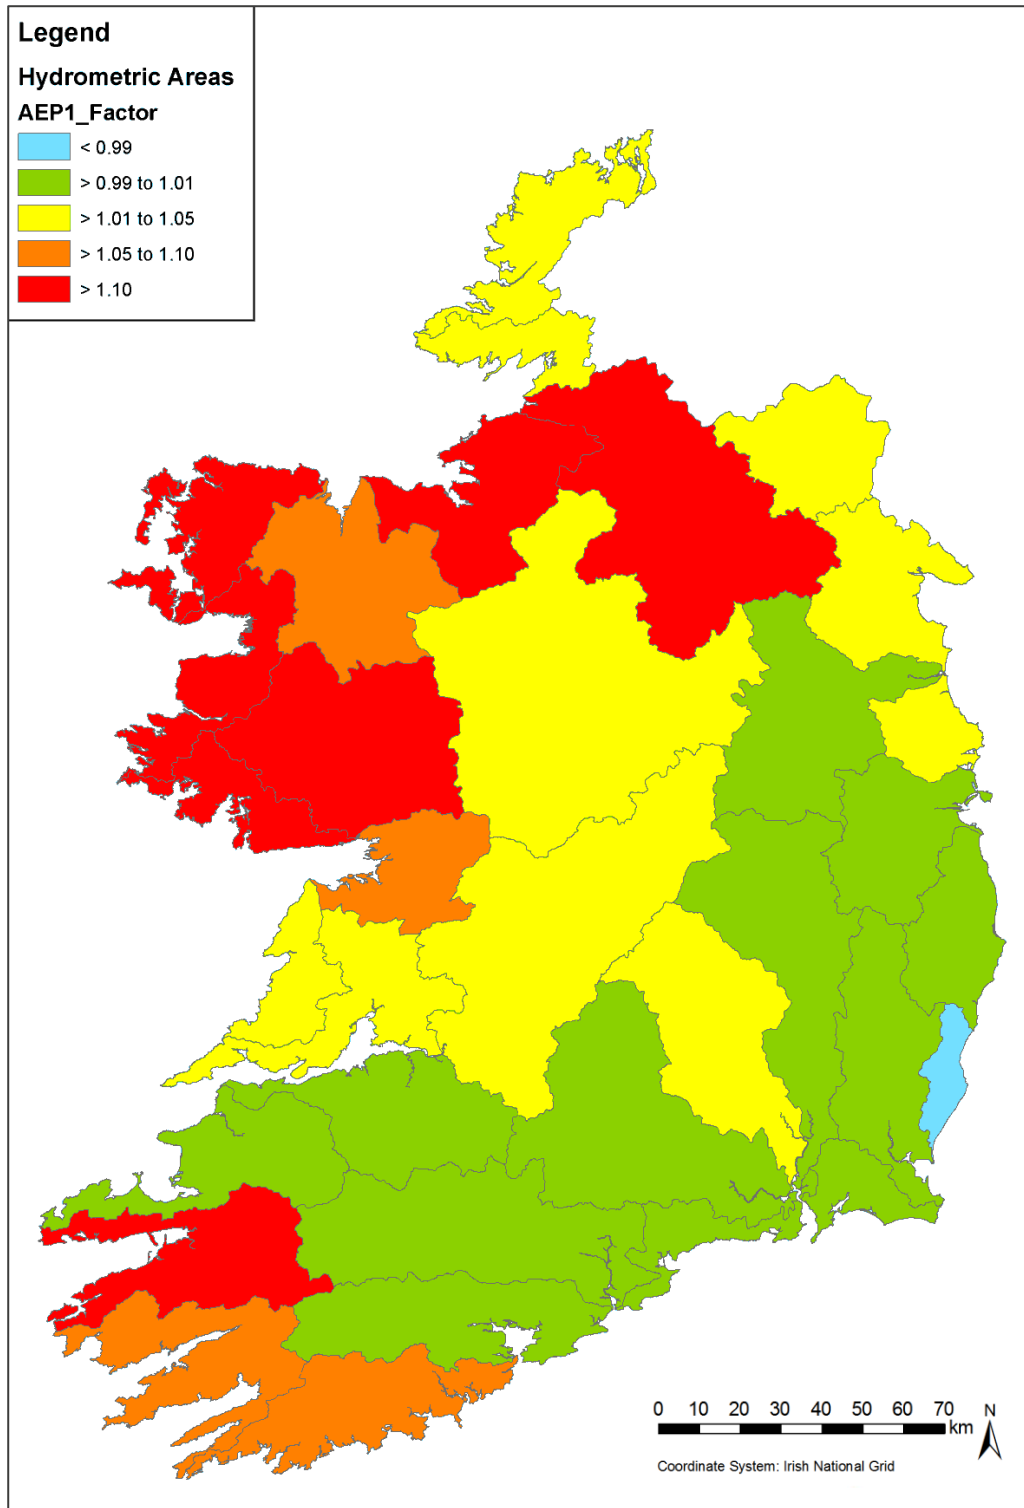 Legend
Hydrometric Areas
AEP1_Factor
< 0.99
> 0.99 to 1.01
> 1.01 to 1.05
> 1.05 to 1.10
> 1.10
0 10 20 30 40 50 60 70 km
N
Coordinate System: Irish National Grid